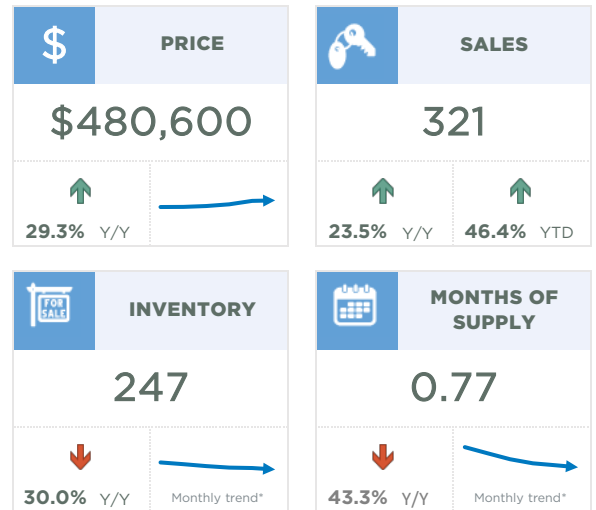 $
PRICE
$480,600
29.3% Y/Y
SALES
321
23.5% Y/Y
46.4% YTD
FOR
SALE
INVENTORY
247
30.0% Y/Y
Monthly trend*
MONTHS OF
SUPPLY
0.77
43.3% Y/Y
Monthly trend*